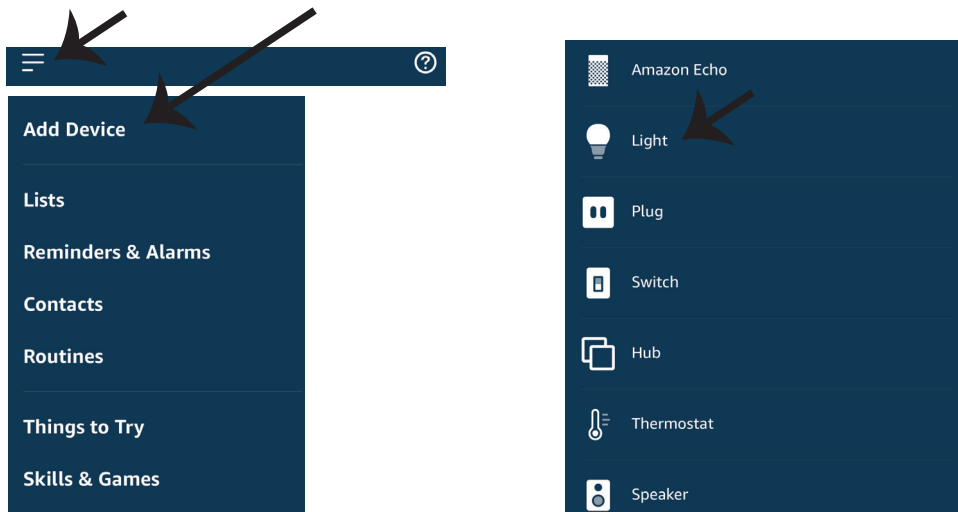 ?
Add Device
Lists
Reminders & Alarms
Contacts
Routines
Things to Try
Skills & Games
Amazon Echo
Light
Plug
Switch
Hub
Thermostat
Speaker